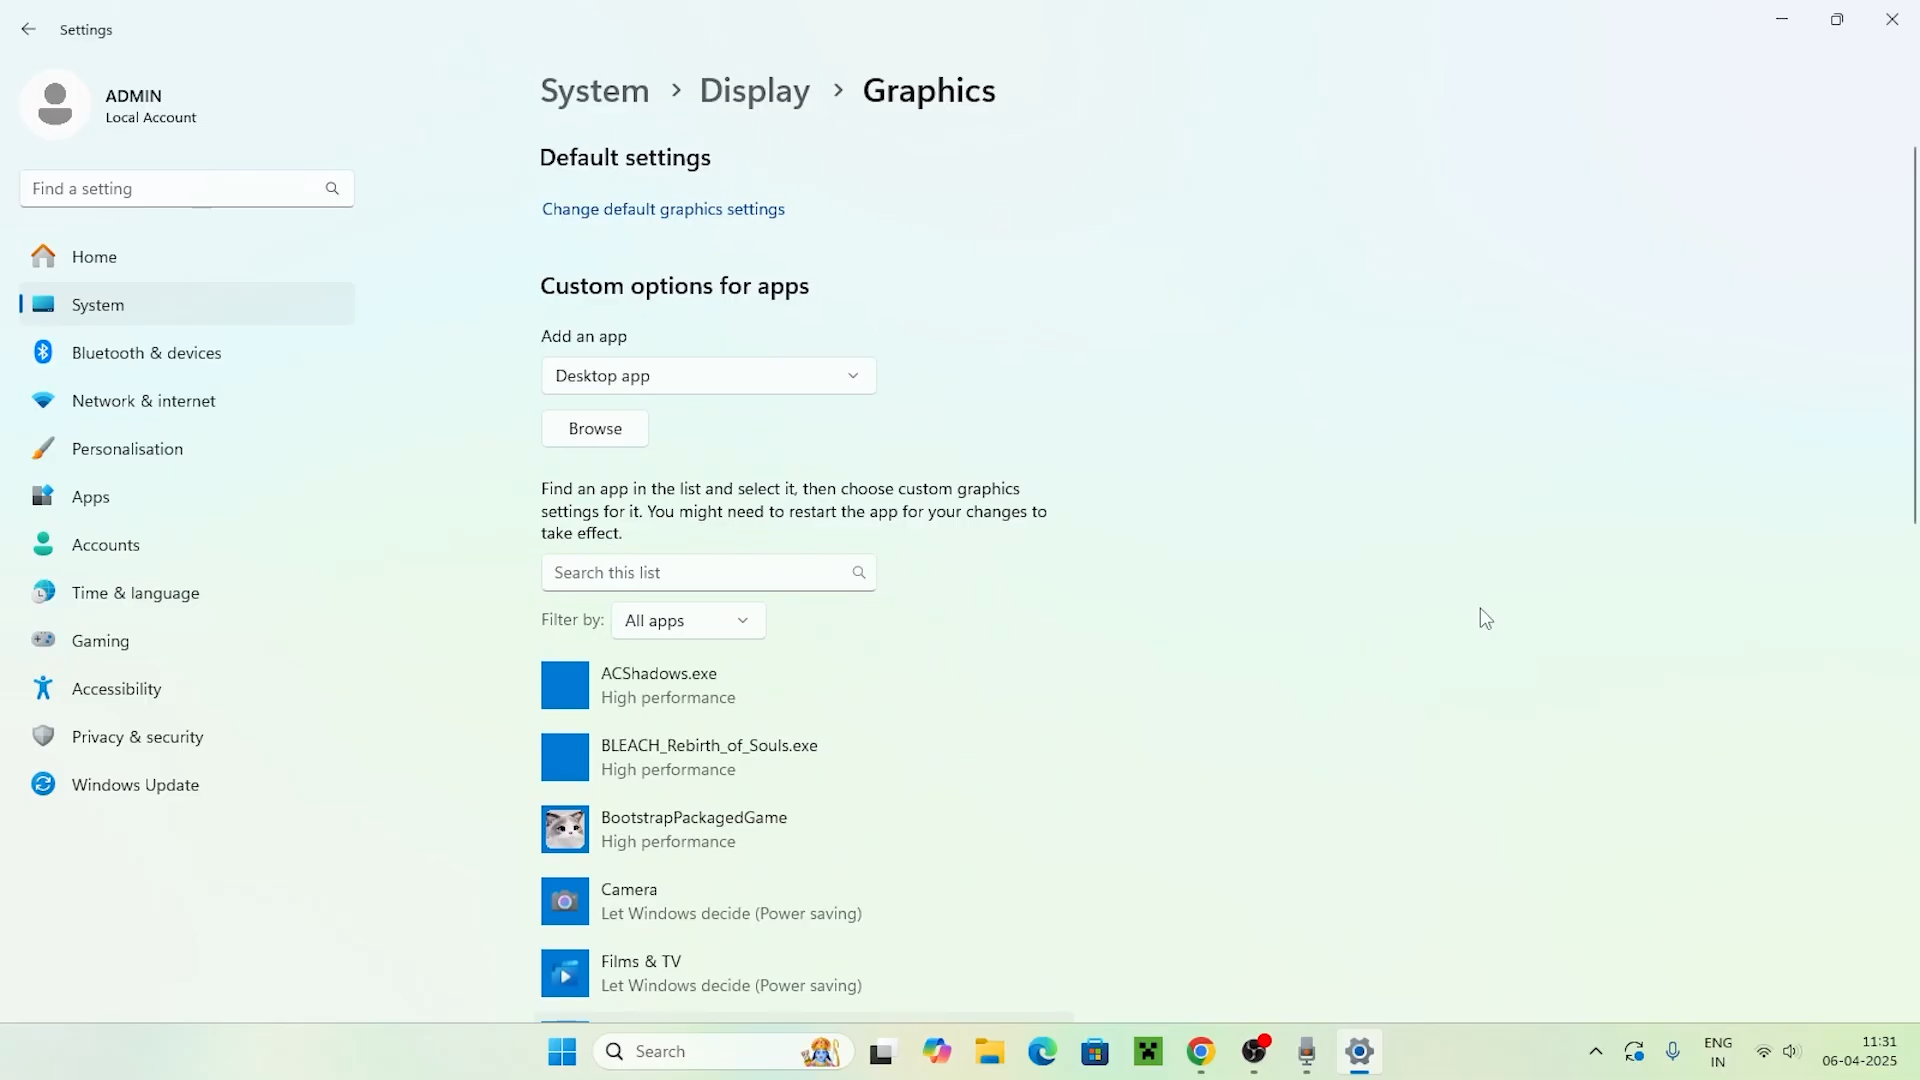 Settings
ADMIN
Local Account
Find a setting
Home
System
Bluetooth & devices
Network & internet
Personalisation
Apps
Accounts
Time & language
Gaming
Accessibility
Privacy & security
Windows Update
System > Display > Graphics
Default settings
Change default graphics settings
Custom options for apps
Add an app
Desktop app
Browse
Find an app in the list and select it, then choose custom graphics
settings for it. You might need to restart the app for your changes to
take effect.
Search this list
Filter by: All apps
ACShadows.exe
High performance
BLEACH_Rebirth_of_Souls.exe
High performance
BootstrapPackagedGame
High performance
Camera
Let Windows decide (Power saving)
Films & TV
Let Windows decide (Power saving)
Search
ENG
IN
11:31
06-04-2025